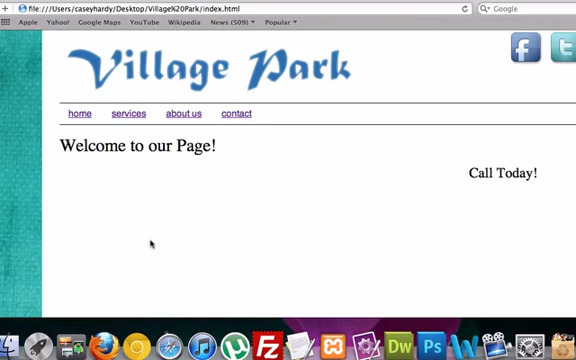 file:///Users/caseyhardy/Desktop/Village%20Park/index.html
Google
Apple Yahoo! Google Maps YouTube Wikipedia News (509) Popular
Village Park
home services about us contact
Welcome to our Page!
Call Today!